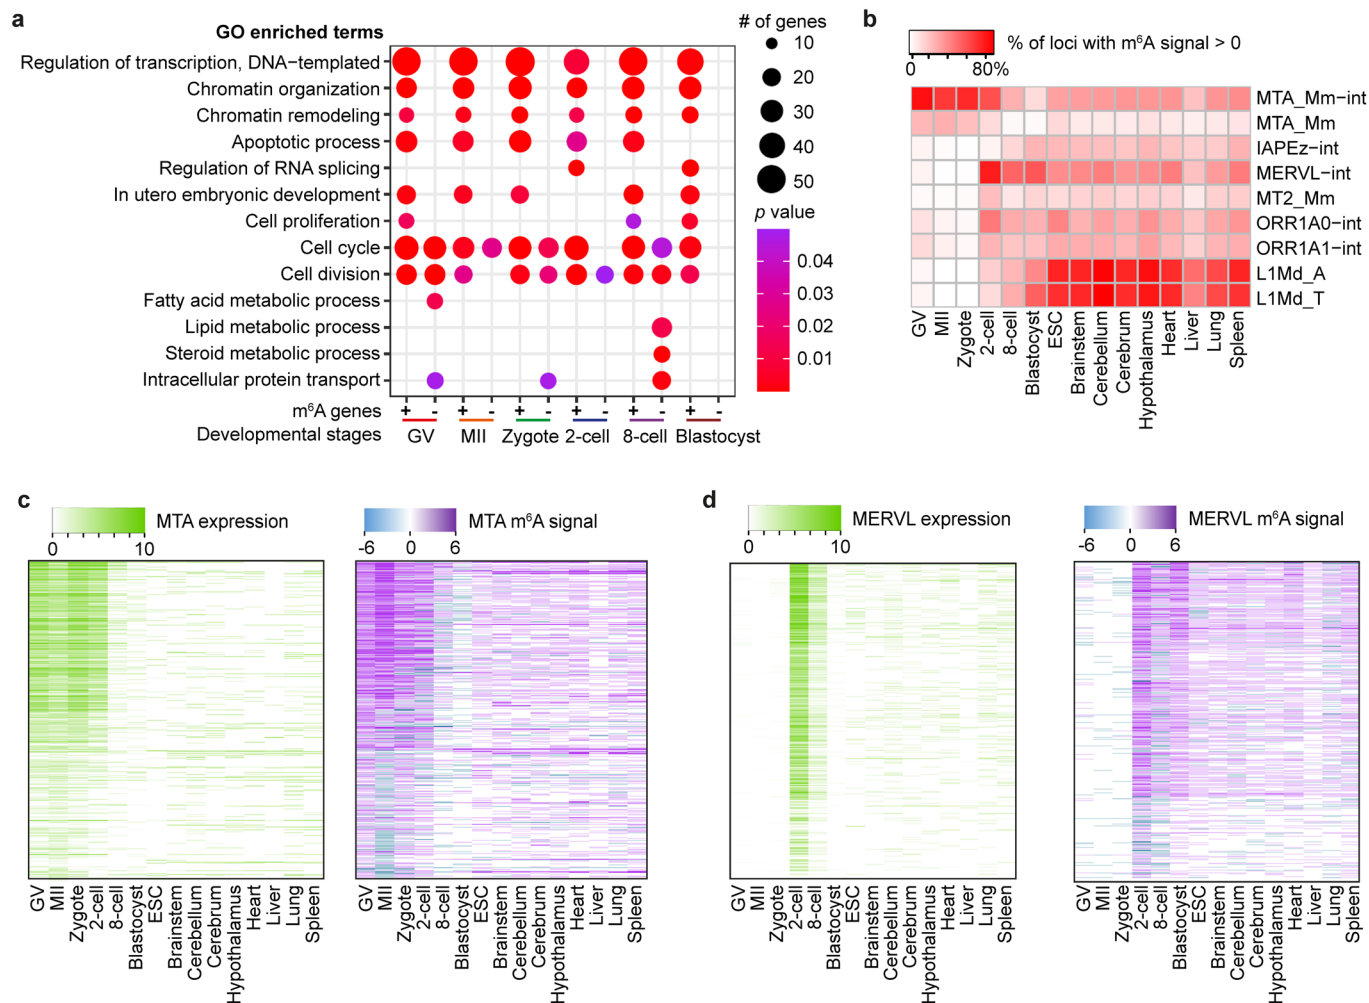 a
GO enriched terms
Regulation of transcription, DNA−templated
Chromatin organization
Chromatin remodeling
Apoptotic process
Regulation of RNA splicing
In utero embryonic development
Cell proliferation
Cell cycle
Cell division
Fatty acid metabolic process
Lipid metabolic process
Steroid metabolic process
Intracellular protein transport
m⁶A genes + - + - + - + - + - + -
Developmental stages GV MII Zygote 2-cell 8-cell Blastocyst
# of genes
10
20
30
40
50
p value
0.04
0.03
0.02
0.01
b
% of loci with m⁶A signal > 0
0 80%
MTA_Mm−int
MTA_Mm
IAPEz−int
MERVL−int
MT2_Mm
ORR1A0−int
ORR1A1−int
L1Md_A
L1Md_T
GV
MII
Zygote
2-cell
8-cell
Blastocyst
ESC
Brainstem
Cerebellum
Cerebrum
Hypothalamus
Heart
Liver
Lung
Spleen
c
MTA expression
0 10
MTA m⁶A signal
-6 0 6
GV
MII
Zygote
2-cell
8-cell
Blastocyst
ESC
Brainstem
Cerebellum
Cerebrum
Hypothalamus
Heart
Liver
Lung
Spleen
GV
MII
Zygote
2-cell
8-cell
Blastocyst
ESC
Brainstem
Cerebellum
Cerebrum
Hypothalamus
Heart
Liver
Lung
Spleen
d
MERVL expression
0 10
MERVL m⁶A signal
-6 0 6
GV
MII
Zygote
2-cell
8-cell
Blastocyst
ESC
Brainstem
Cerebellum
Cerebrum
Hypothalamus
Heart
Liver
Lung
Spleen
GV
MII
Zygote
2-cell
8-cell
Blastocyst
ESC
Brainstem
Cerebellum
Cerebrum
Hypothalamus
Heart
Liver
Lung
Spleen